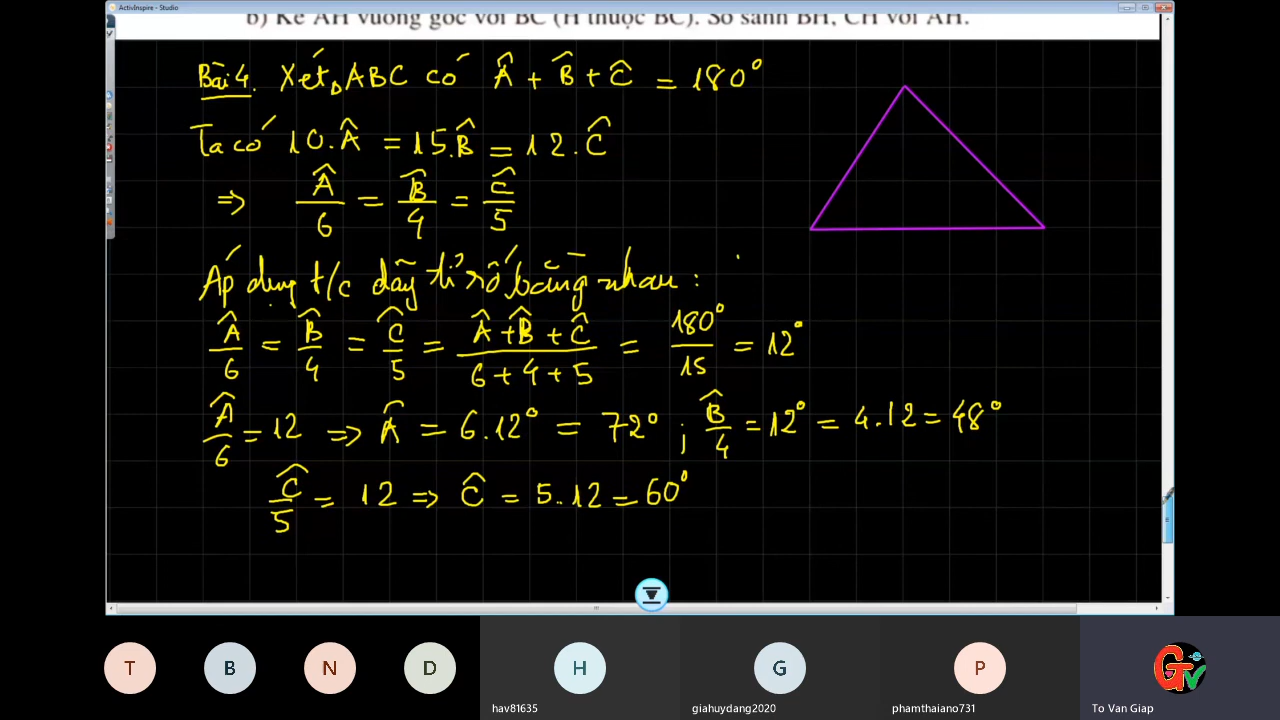 ActivInspire - Studio
b) Kẻ AH vuông góc với BC (H thuộc BC). So sánh BH, CH với AH.
Bài 4. Xét △ABC có Â + B̂ + Ĉ = 180°
Ta có 10.Â = 15.B̂ = 12.Ĉ
⇒ Â/6 = B̂/4 = Ĉ/5
Áp dụng t/c dãy tỉ số bằng nhau :
Â/6 = B̂/4 = Ĉ/5 = (Â + B̂ + Ĉ)/(6 + 4 + 5) = 180°/15 = 12°
Â/6 = 12 ⇒ Â = 6.12° = 72° ; B̂/4 = 12° = 4.12 = 48°
Ĉ/5 = 12 ⇒ Ĉ = 5..12 = 60°
T B N D H G P GV
hav81635 giahuydang2020 phamthaiano731 To Van Giap